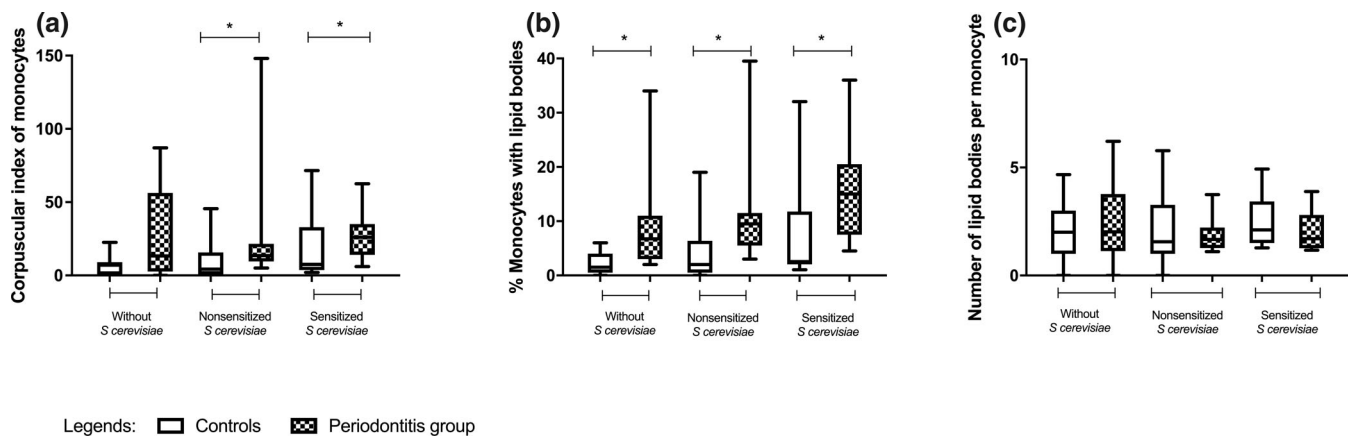 (a)
Corpuscular index of monocytes
150
100
50
0
*
*
Without
S cerevisiae
Nonsensitized
S cerevisiae
Sensitized
S cerevisiae
(b)
% Monocytes with lipid bodies
40
30
20
10
0
*
*
*
Without
S cerevisiae
Nonsensitized
S cerevisiae
Sensitized
S cerevisiae
(c)
Number of lipid bodies per monocyte
10
5
0
Without
S cerevisiae
Nonsensitized
S cerevisiae
Sensitized
S cerevisiae
Legends: Controls Periodontitis group